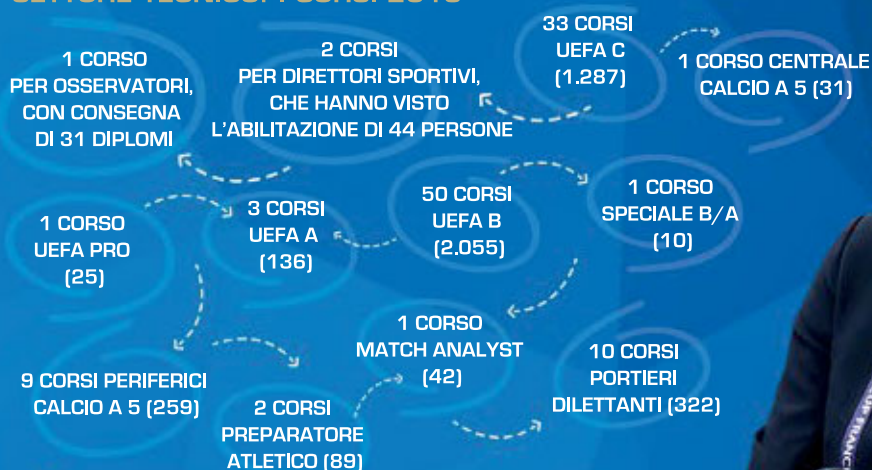 1 CORSO
PER OSSERVATORI,
CON CONSEGNA
DI 31 DIPLOMI
2 CORSI
PER DIRETTORI SPORTIVI,
CHE HANNO VISTO
L'ABILITAZIONE DI 44 PERSONE
33 CORSI
UEFA C
(1.287)
1 CORSO CENTRALE
CALCIO A 5 (31)
1 CORSO
UEFA PRO
(25)
3 CORSI
UEFA A
(136)
50 CORSI
UEFA B
(2.055)
1 CORSO
SPECIALE B/A
(10)
9 CORSI PERIFERICI
CALCIO A 5 (259)
2 CORSI
PREPARATORE
ATLETICO (89)
1 CORSO
MATCH ANALYST
(42)
10 CORSI
PORTIERI
DILETTANTI (322)